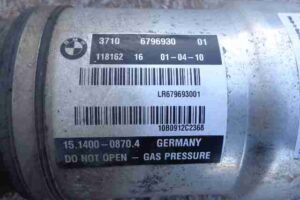 3710 6796930 01
118162 16 01-04-10
LR679693001
10B0912C2368
15.1400-0870.4 GERMANY
DO NOT OPEN - GAS PRESSURE